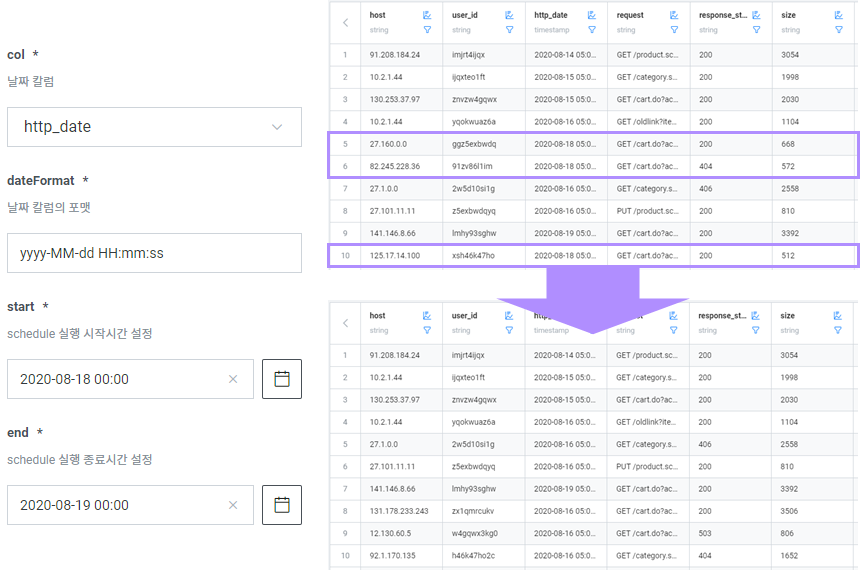 col *
날짜 칼럼
http_date
dateFormat *
날짜 칼럼의 포맷
yyyy-MM-dd HH:mm:ss
start *
schedule 실행 시작시간 설정
2020-08-18 00:00
end *
schedule 실행 종료시간 설정
2020-08-19 00:00
host user_id http_date request response_st... size
string string timestamp string string string
1 91.208.184.24 imjrt4ijqx 2020-08-14 05:0... GET /product.sc... 200 3054
2 10.2.1.44 ijqxteo1ft 2020-08-15 05:0... GET /category.s... 200 1998
3 130.253.37.97 znvzw4gqwx 2020-08-15 05:0... GET /cart.do?ac... 200 2030
4 10.2.1.44 yqokwuaz6a 2020-08-16 05:0... GET /oldlink?ite... 200 1104
5 27.160.0.0 ggz5exbwdq 2020-08-18 05:0... GET /cart.do?ac... 200 668
6 82.245.228.36 91zv86l1im 2020-08-18 05:0... GET /cart.do?ac... 404 572
7 27.1.0.0 2w5d10si1g 2020-08-16 05:0... GET /category.s... 406 2558
8 27.101.11.11 z5exbwdqyq 2020-08-16 05:0... PUT /product.sc... 200 810
9 141.146.8.66 lmhy93sghw 2020-08-19 05:0... GET /cart.do?ac... 200 3392
10 125.17.14.100 xsh46k47ho 2020-08-18 05:0... GET /cart.do?ac... 200 512
host user_id response_st... size
string string timestamp string string string
1 91.208.184.24 imjrt4ijqx 2020-08-14 05:0... GET /product.sc... 200 3054
2 10.2.1.44 ijqxteo1ft 2020-08-15 05:0... GET /category.s... 200 1998
3 130.253.37.97 znvzw4gqwx 2020-08-15 05:0... GET /cart.do?ac... 200 2030
4 10.2.1.44 yqokwuaz6a 2020-08-16 05:0... GET /oldlink?ite... 200 1104
5 27.1.0.0 2w5d10si1g 2020-08-16 05:0... GET /category.s... 406 2558
6 27.101.11.11 z5exbwdqyq 2020-08-16 05:0... PUT /product.sc... 200 810
7 141.146.8.66 lmhy93sghw 2020-08-19 05:0... GET /cart.do?ac... 200 3392
8 131.178.233.243 zx1qmrcukv 2020-08-16 05:0... GET /cart.do?ac... 200 3506
9 12.130.60.5 w4gqwx3kg0 2020-08-16 05:0... GET /cart.do?ac... 503 806
10 92.1.170.135 h46k47ho2c 2020-08-16 05:0... GET /category.s... 404 1652